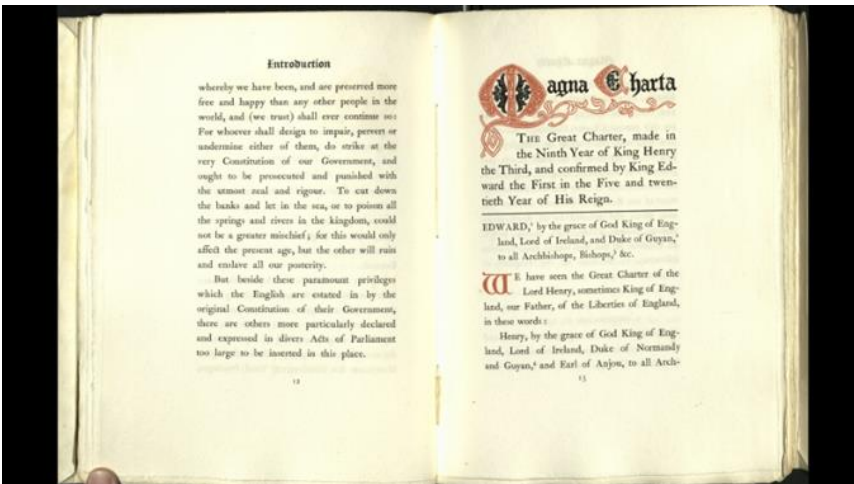 Introduction
whereby we have been, and are preserved more
free and happy than any other people in the
world, and (we trust) shall ever continue so:
For whoever shall design to impair, pervert or
undermine either of them, do strike at the
very Constitution of our Government, and
ought to be prosecuted and punished with
the utmost zeal and rigour. To cut down
the banks and let in the sea, or to poison all
the springs and rivers in the kingdom, could
not be a greater mischief; for this would only
affect the present age, but the other will ruin
and enslave all our posterity.
But beside these paramount privileges
which the English are estated in by the
original Constitution of their Government,
there are others more particularly declared
and expressed in divers Acts of Parliament
too large to be inserted in this place.
12
Magna Charta
THE Great Charter, made in
the Ninth Year of King Henry
the Third, and confirmed by King Ed-
ward the First in the Five and twen-
tieth Year of His Reign.
EDWARD,¹ by the grace of God King of Eng-
land, Lord of Ireland, and Duke of Guyan,²
to all Archbishops, Bishops,³ &c.
WE have seen the Great Charter of the
Lord Henry, sometimes King of Eng-
land, our Father, of the Liberties of England,
in these words:
Henry, by the grace of God King of Eng-
land, Lord of Ireland, Duke of Normandy
and Guyan,⁴ and Earl of Anjou, to all Arch-
13